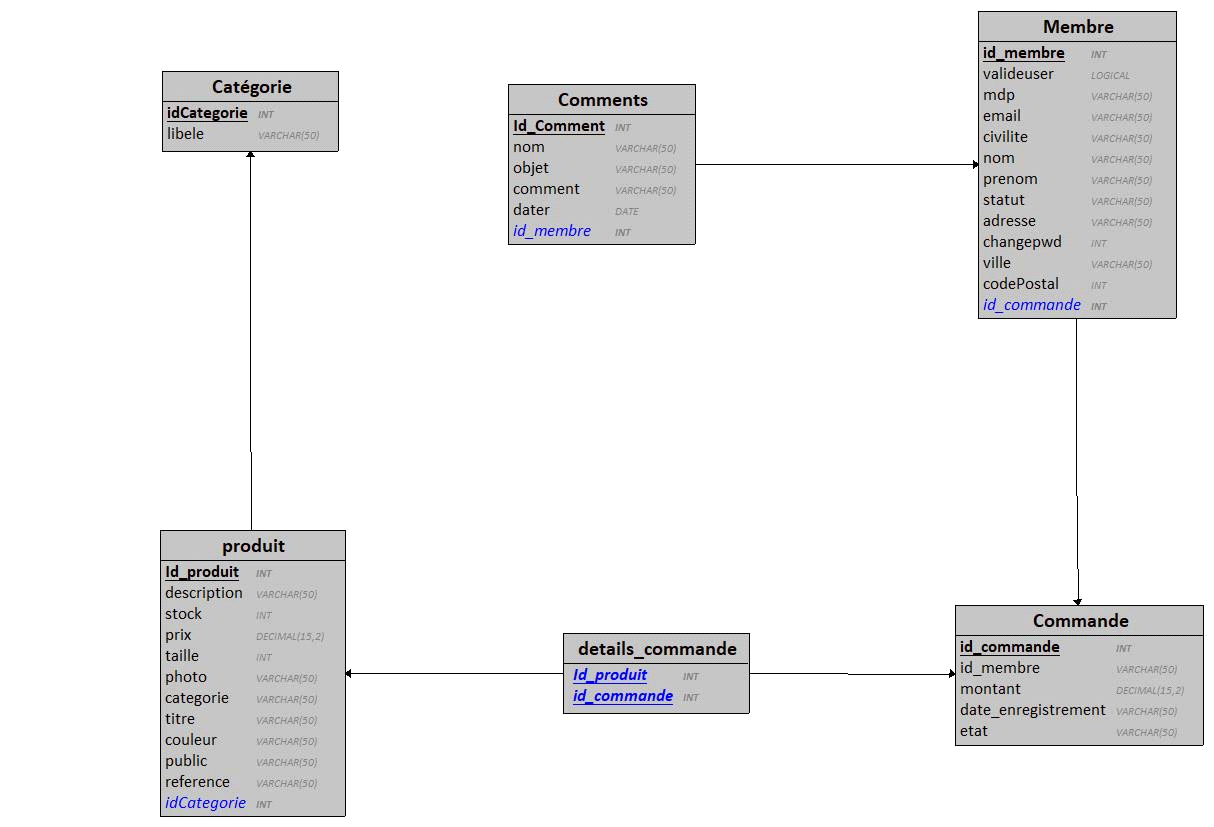 Catégorie
idCategorie INT
libele VARCHAR(50)
Comments
Id_Comment INT
nom VARCHAR(50)
objet VARCHAR(50)
comment VARCHAR(50)
dater DATE
id_membre INT
Membre
id_membre INT
valideuser LOGICAL
mdp VARCHAR(50)
email VARCHAR(50)
civilite VARCHAR(50)
nom VARCHAR(50)
prenom VARCHAR(50)
statut VARCHAR(50)
adresse VARCHAR(50)
changepwd INT
ville VARCHAR(50)
codePostal INT
id_commande INT
produit
Id_produit INT
description VARCHAR(50)
stock INT
prix DECIMAL(15,2)
taille INT
photo VARCHAR(50)
categorie VARCHAR(50)
titre VARCHAR(50)
couleur VARCHAR(50)
public VARCHAR(50)
reference VARCHAR(50)
idCategorie INT
details_commande
Id_produit INT
id_commande INT
Commande
id_commande INT
id_membre VARCHAR(50)
montant DECIMAL(15,2)
date_enregistrement VARCHAR(50)
etat VARCHAR(50)